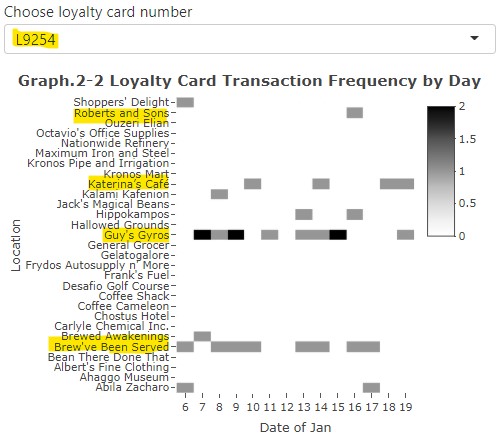 Choose loyalty card number
L9254
Graph.2-2 Loyalty Card Transaction Frequency by Day
Shoppers' Delight
Roberts and Sons
Ouzeri Elian
Octavio's Office Supplies
Nationwide Refinery
Maximum Iron and Steel
Kronos Pipe and Irrigation
Kronos Mart
Katerina's Café
Kalami Kafenion
Jack's Magical Beans
Hippokampos
Hallowed Grounds
Guy's Gyros
General Grocer
Gelatogalore
Frydos Autosupply n' More
Frank's Fuel
Desafio Golf Course
Coffee Shack
Coffee Cameleon
Chostus Hotel
Carlyle Chemical Inc.
Brewed Awakenings
Brew've Been Served
Bean There Done That
Albert's Fine Clothing
Ahaggo Museum
Abila Zacharo
Location
6 7 8 9 10 11 12 13 14 15 16 17 18 19
Date of Jan
2
1.5
1
0.5
0